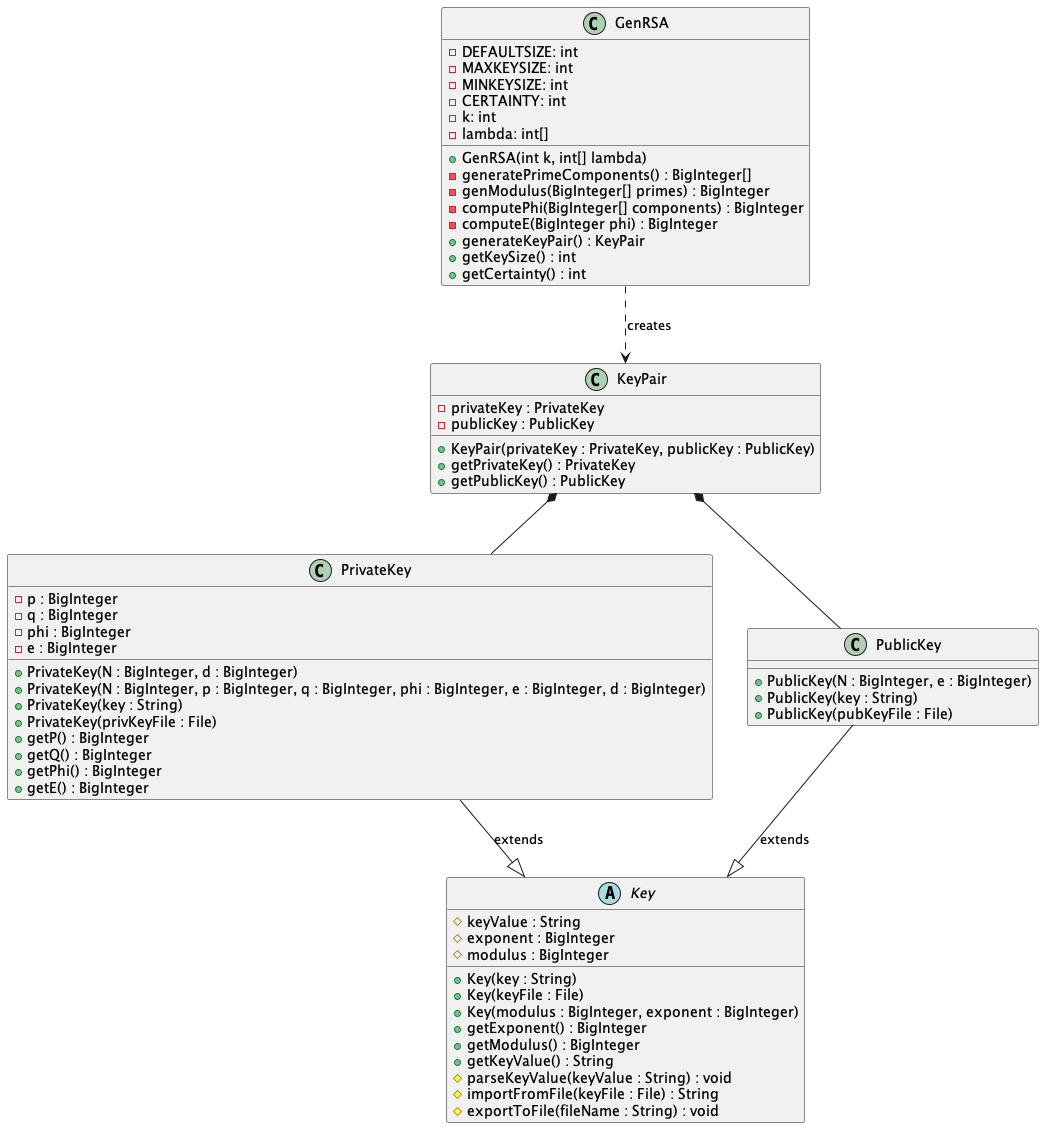 C GenRSA
DEFAULTSIZE: int
MAXKEYSIZE: int
MINKEYSIZE: int
CERTAINTY: int
k: int
lambda: int[]
GenRSA(int k, int[] lambda)
generatePrimeComponents() : BigInteger[]
genModulus(BigInteger[] primes) : BigInteger
computePhi(BigInteger[] components) : BigInteger
computeE(BigInteger phi) : BigInteger
generateKeyPair() : KeyPair
getKeySize() : int
getCertainty() : int
creates
C KeyPair
privateKey : PrivateKey
publicKey : PublicKey
KeyPair(privateKey : PrivateKey, publicKey : PublicKey)
getPrivateKey() : PrivateKey
getPublicKey() : PublicKey
C PrivateKey
p : BigInteger
q : BigInteger
phi : BigInteger
e : BigInteger
PrivateKey(N : BigInteger, d : BigInteger)
PrivateKey(N : BigInteger, p : BigInteger, q : BigInteger, phi : BigInteger, e : BigInteger, d : BigInteger)
PrivateKey(key : String)
PrivateKey(privKeyFile : File)
getP() : BigInteger
getQ() : BigInteger
getPhi() : BigInteger
getE() : BigInteger
C PublicKey
PublicKey(N : BigInteger, e : BigInteger)
PublicKey(key : String)
PublicKey(pubKeyFile : File)
extends
extends
A Key
keyValue : String
exponent : BigInteger
modulus : BigInteger
Key(key : String)
Key(keyFile : File)
Key(modulus : BigInteger, exponent : BigInteger)
getExponent() : BigInteger
getModulus() : BigInteger
getKeyValue() : String
parseKeyValue(keyValue : String) : void
importFromFile(keyFile : File) : String
exportToFile(fileName : String) : void